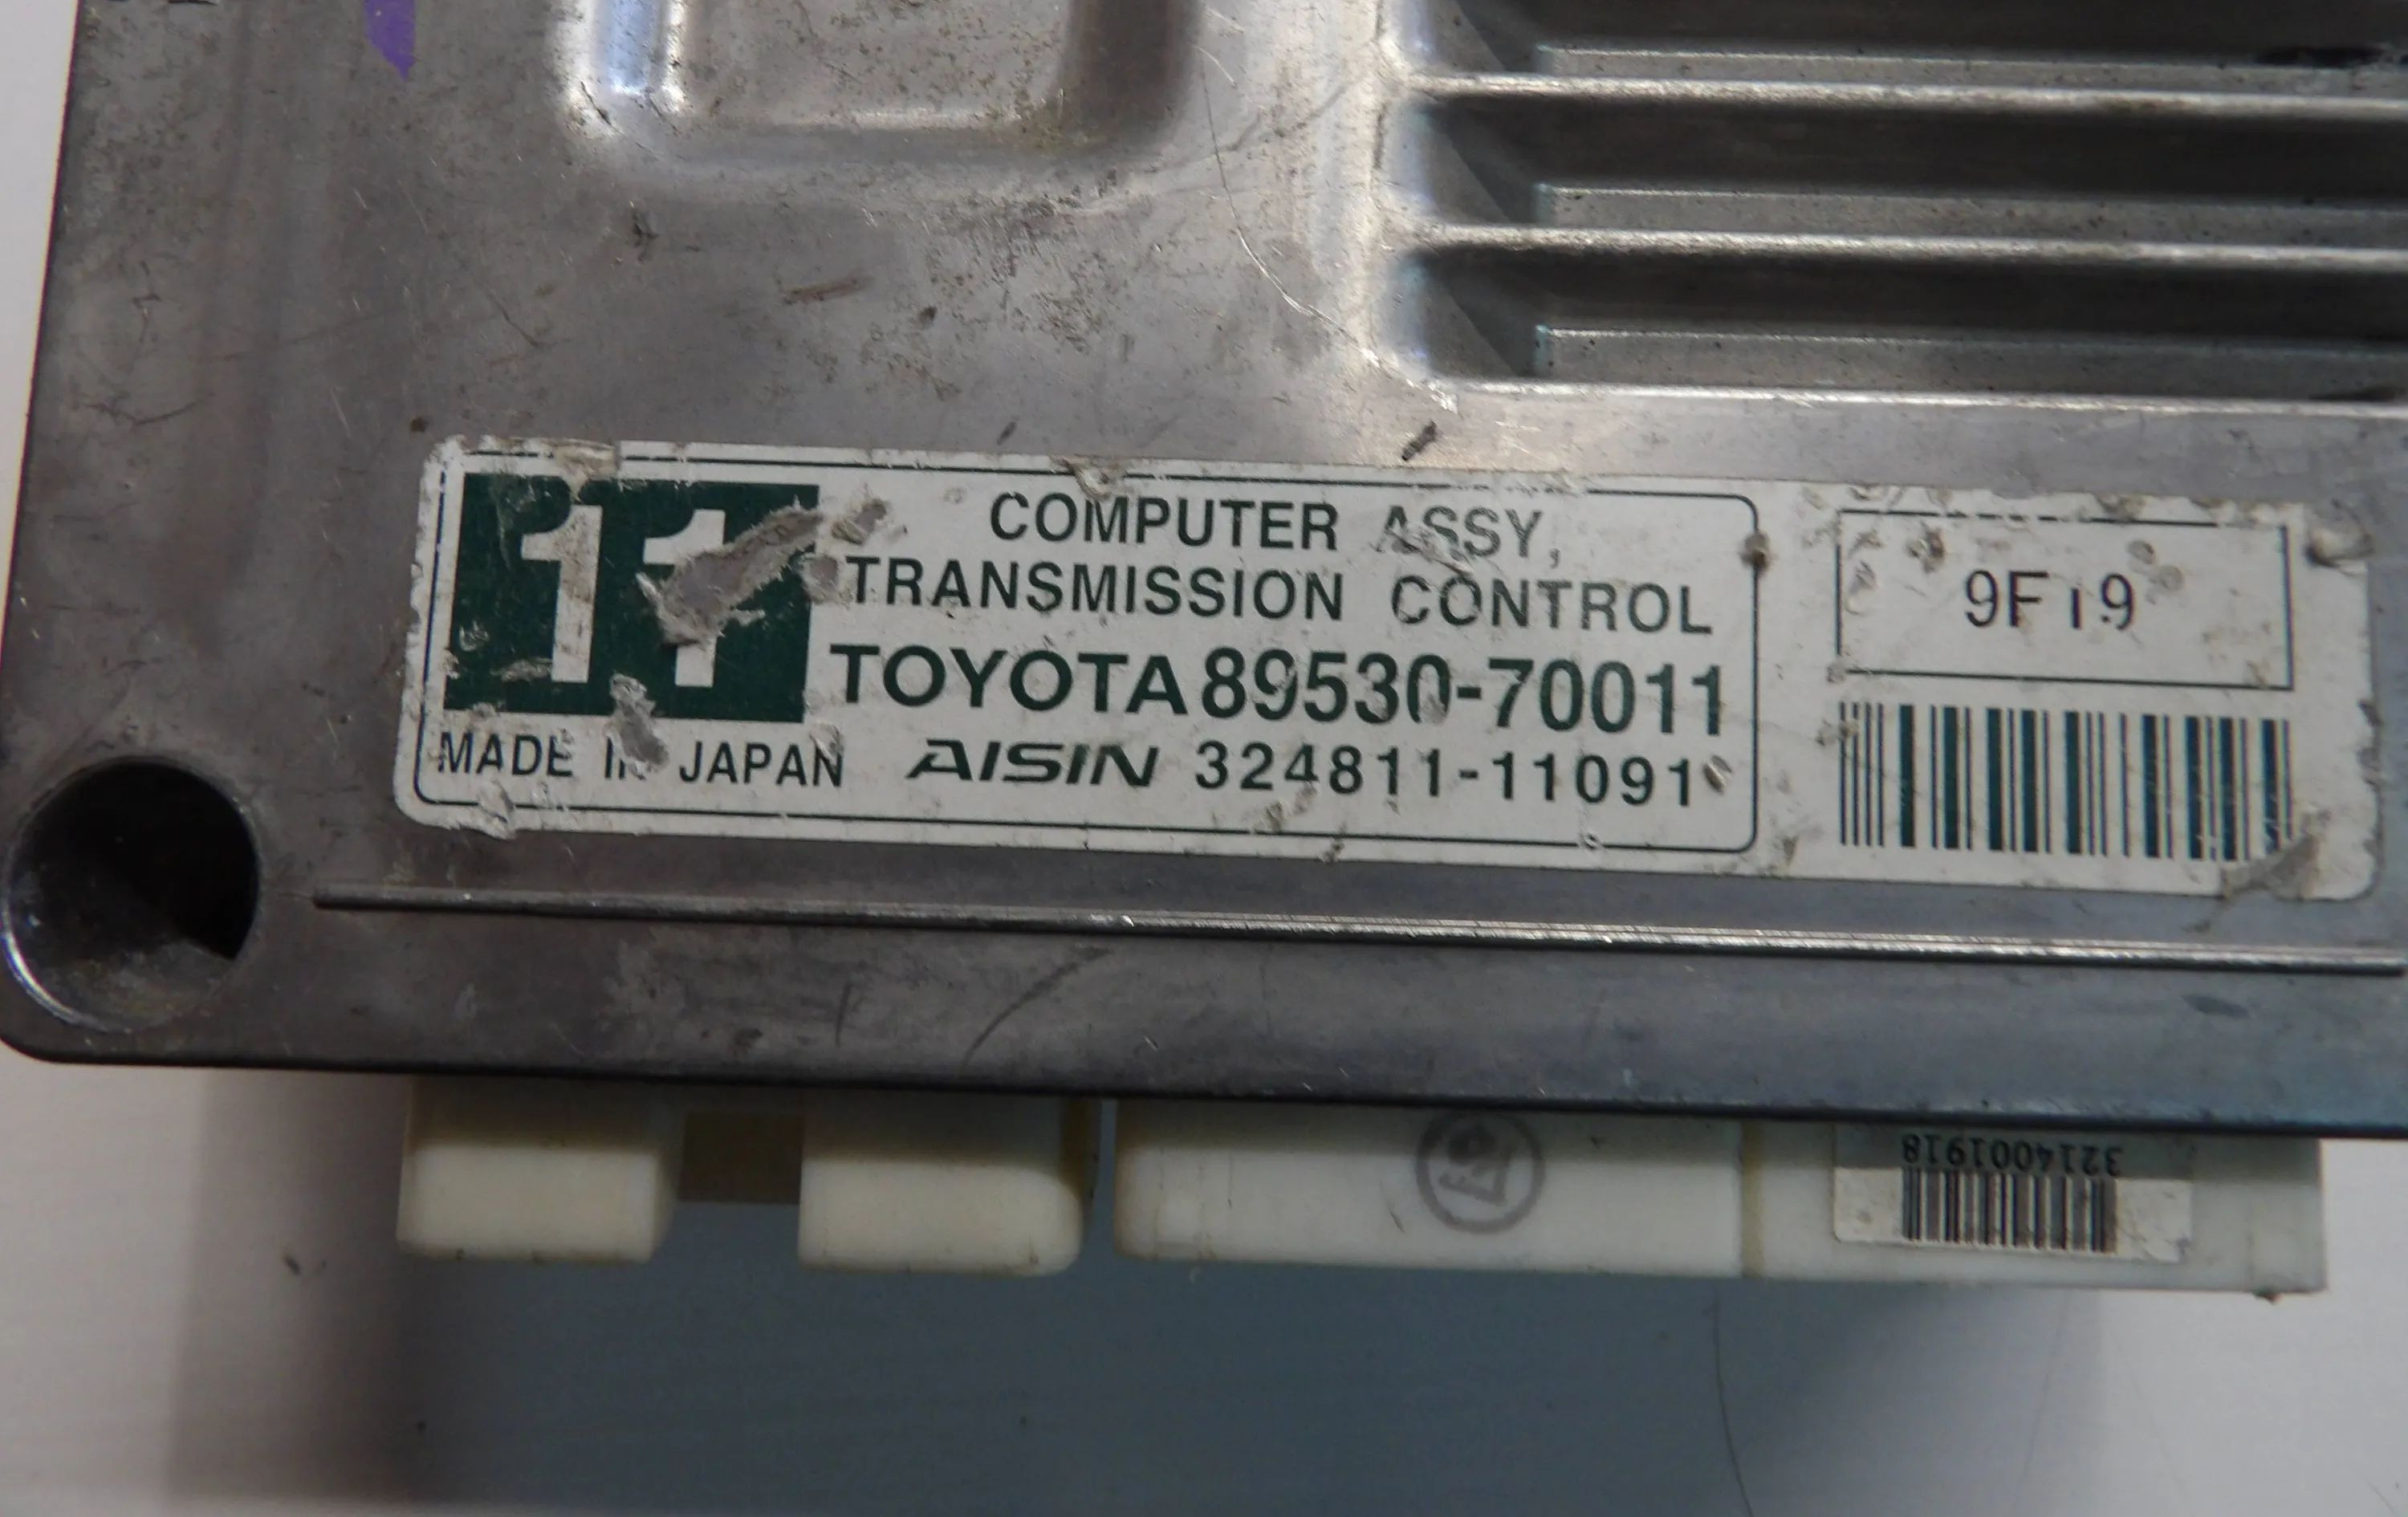 11
COMPUTER ASSY,
TRANSMISSION CONTROL
TOYOTA 89530-70011
MADE IN JAPAN AISIN 324811-11091
9F19
3214001918